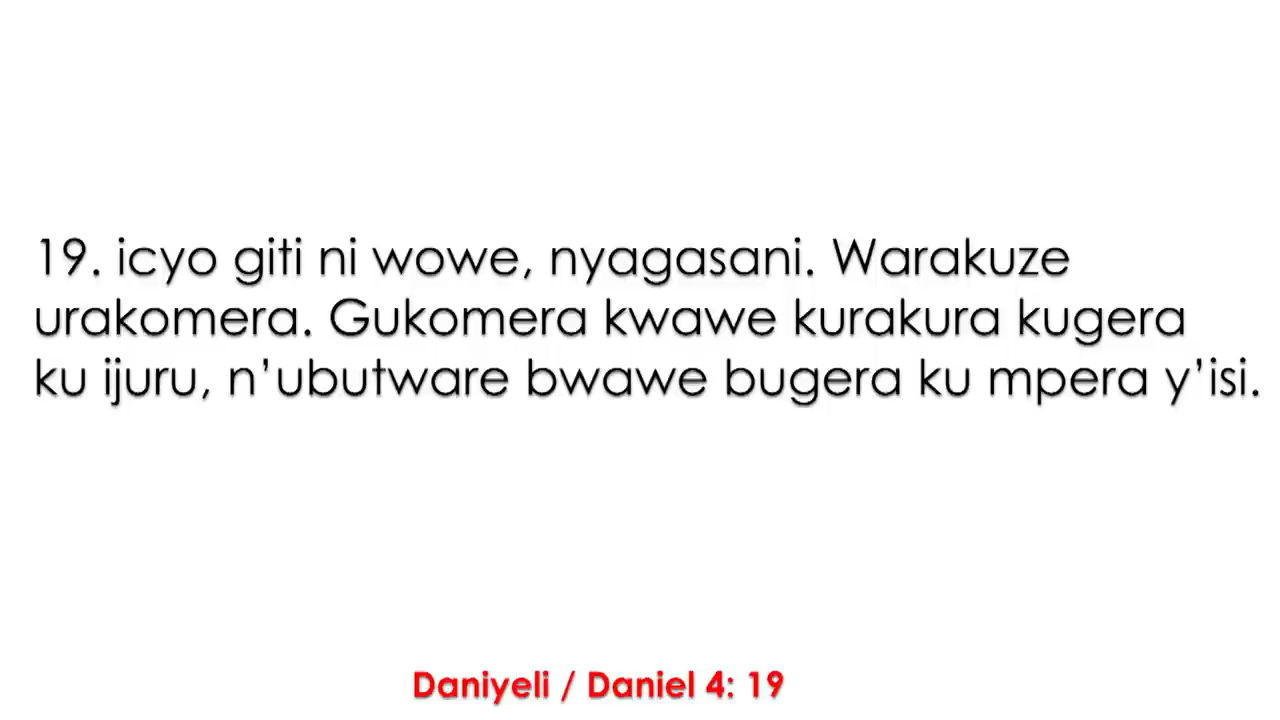 19. icyo giti ni wowe, nyagasani. Warakuze
urakomera. Gukomera kwawe kurakura kugera
ku ijuru, n’ubutware bwawe bugera ku mpera y’isi.
Daniyeli / Daniel 4: 19